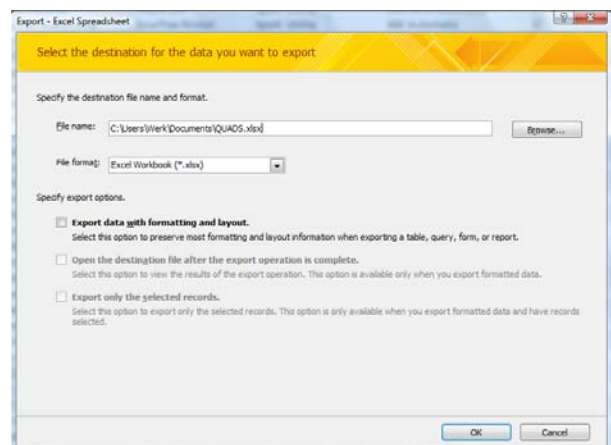 Export - Excel Spreadsheet
Select the destination for the data you want to export
Specify the destination file name and format.
File name:
C:\Users\Werk\Documents\QUADS.xlsx
Browse...
File format:
Excel Workbook (*.xlsx)
Specify export options.
Export data with formatting and layout.
Select this option to preserve most formatting and layout information when exporting a table, query, form, or report.
Open the destination file after the export operation is complete.
Select this option to view the results of the export operation. This option is available only when you export formatted data.
Export only the selected records.
Select this option to export only the selected records. This option is only available when you export formatted data and have records
selected.
OK
Cancel